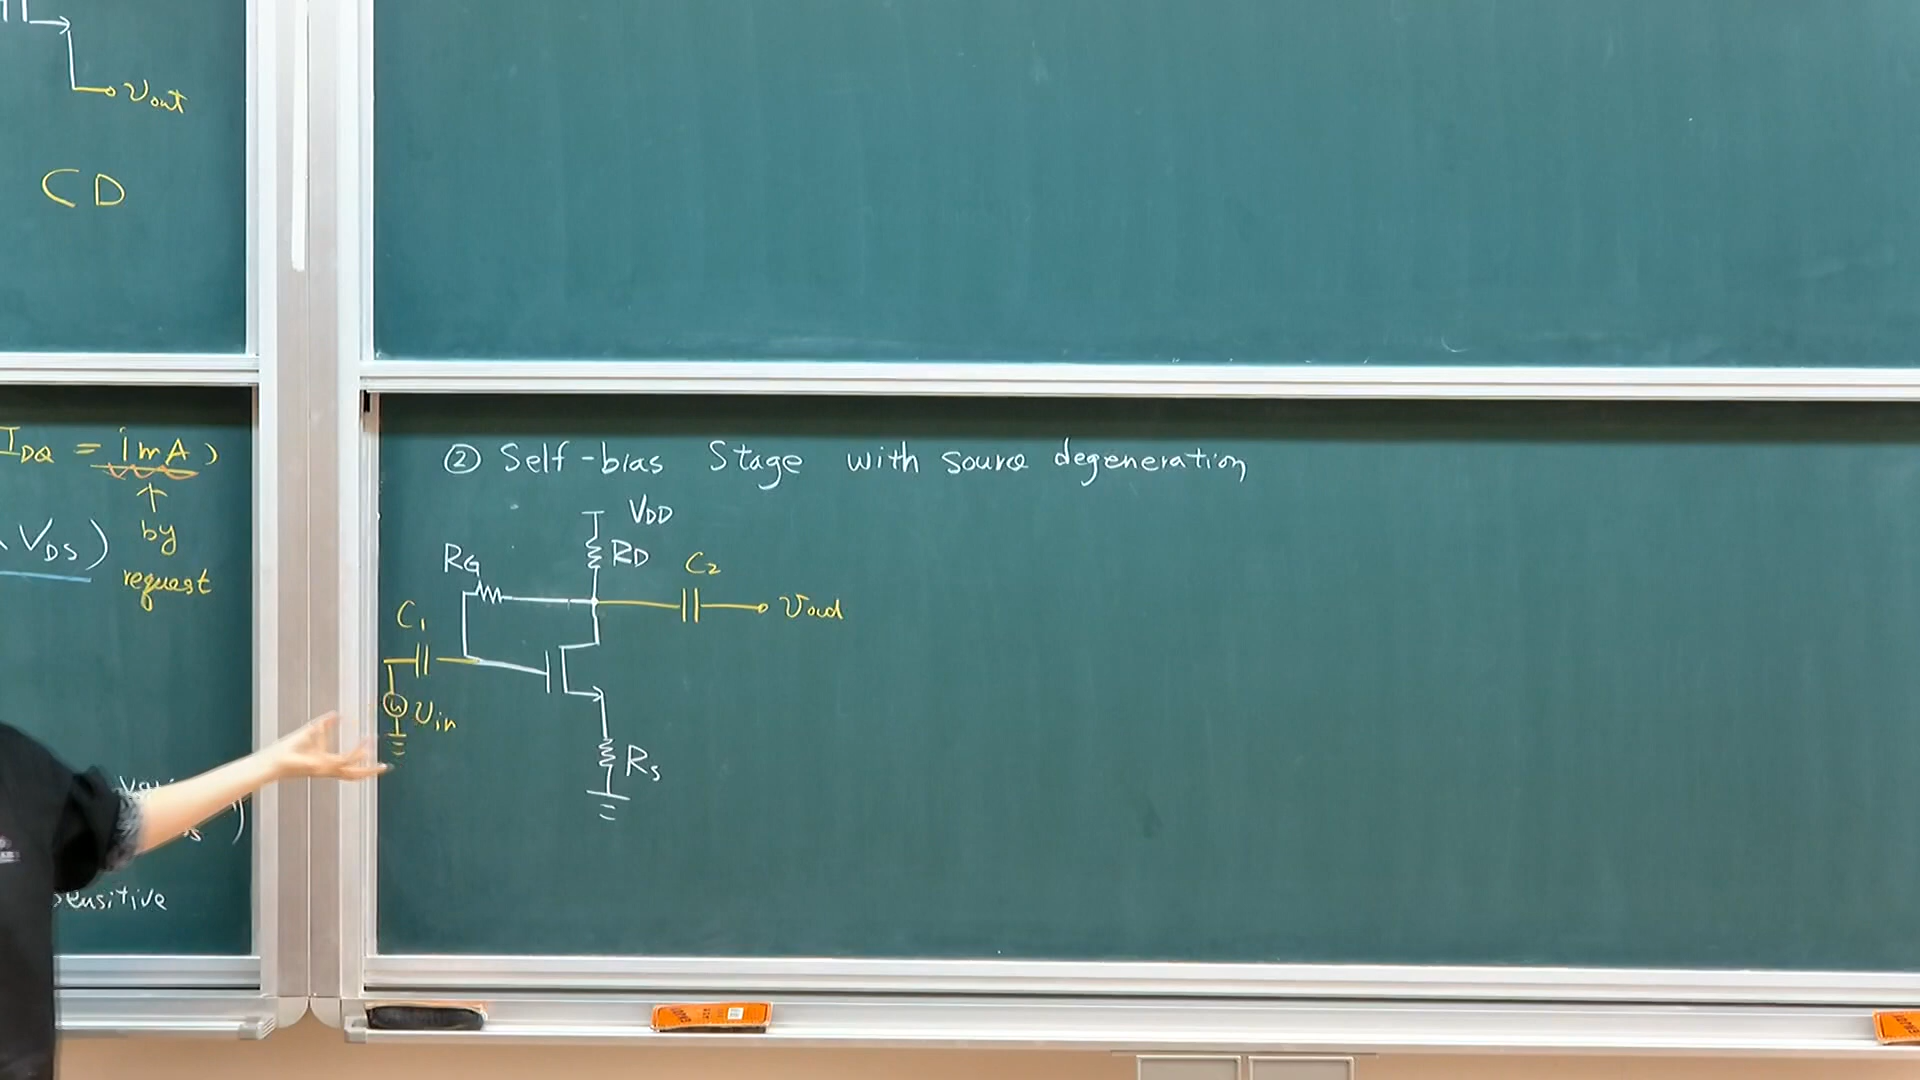 Vout
CD
IDQ = 1mA)
↑
by
request
VDS)
sensitive
② Self-bias Stage with source degeneration
VDD
RD
RG
C2
Vout
C1
Vin
Rs